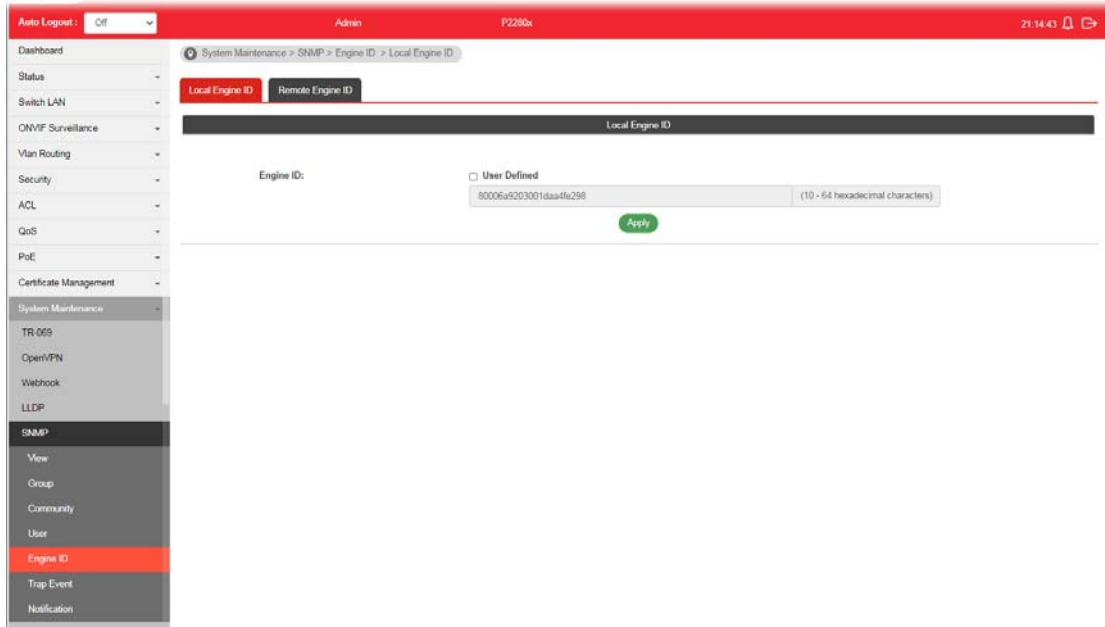 Auto Logout : Off Admin P2280x 21:14:43
Dashboard
System Maintenance > SNMP > Engine ID > Local Engine ID
Status
Local Engine ID Remote Engine ID
Switch LAN
ONVIF Surveillance
Local Engine ID
Vlan Routing
Security
Engine ID: User Defined
80006a9203001daa4fe298 (10 - 64 hexadecimal characters)
ACL
QoS
Apply
PoE
Certificate Management
System Maintenance
TR-069
OpenVPN
Webhook
LLDP
SNMP
View
Group
Community
User
Engine ID
Trap Event
Notification